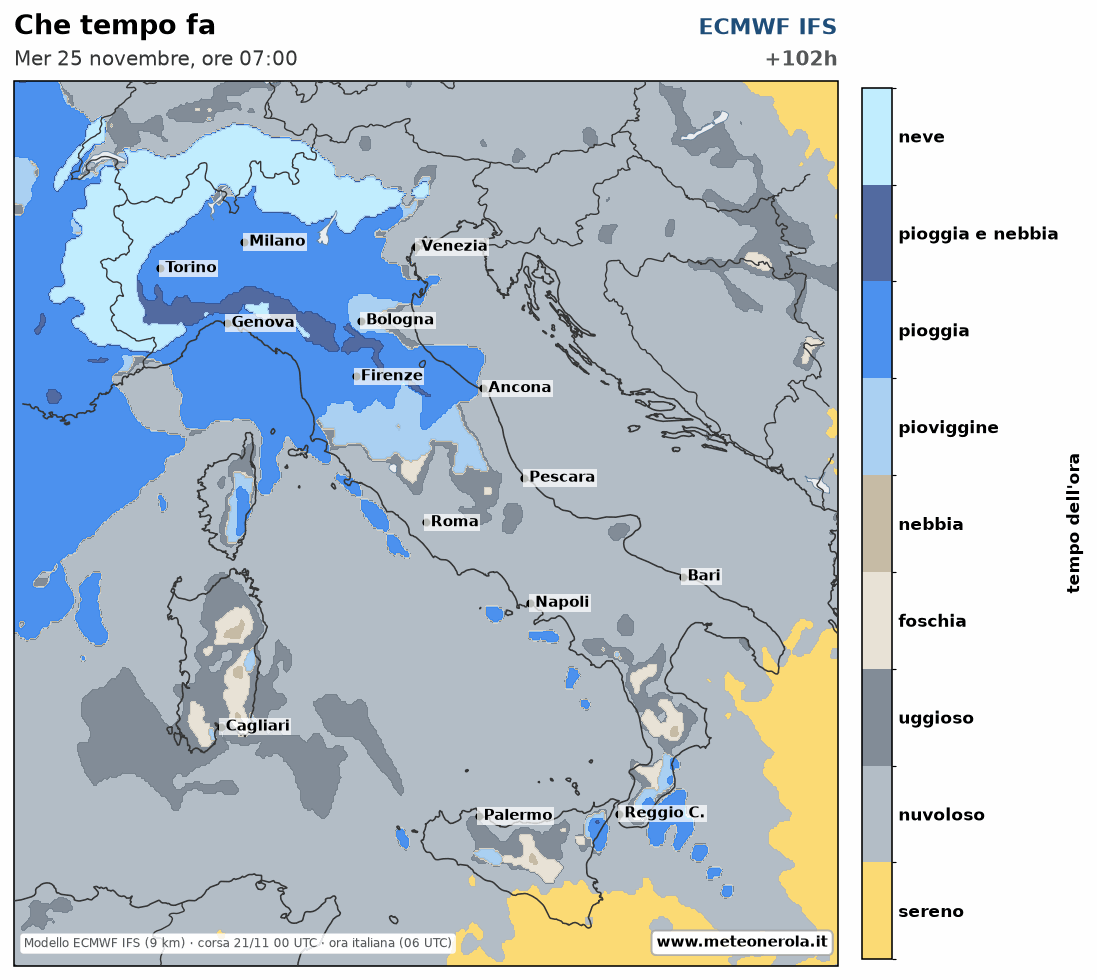 Che tempo fa
ECMWF IFS
Mer 25 novembre, ore 07:00
+102h
neve
pioggia e nebbia
pioggia
pioviggine
nebbia
foschia
uggioso
nuvoloso
sereno
tempo dell'ora
Milano
Venezia
Torino
Genova
Bologna
Firenze
Ancona
Pescara
Roma
Bari
Napoli
Cagliari
Palermo
Reggio C.
Modello ECMWF IFS (9 km) · corsa 21/11 00 UTC · ora italiana (06 UTC)
www.meteonerola.it